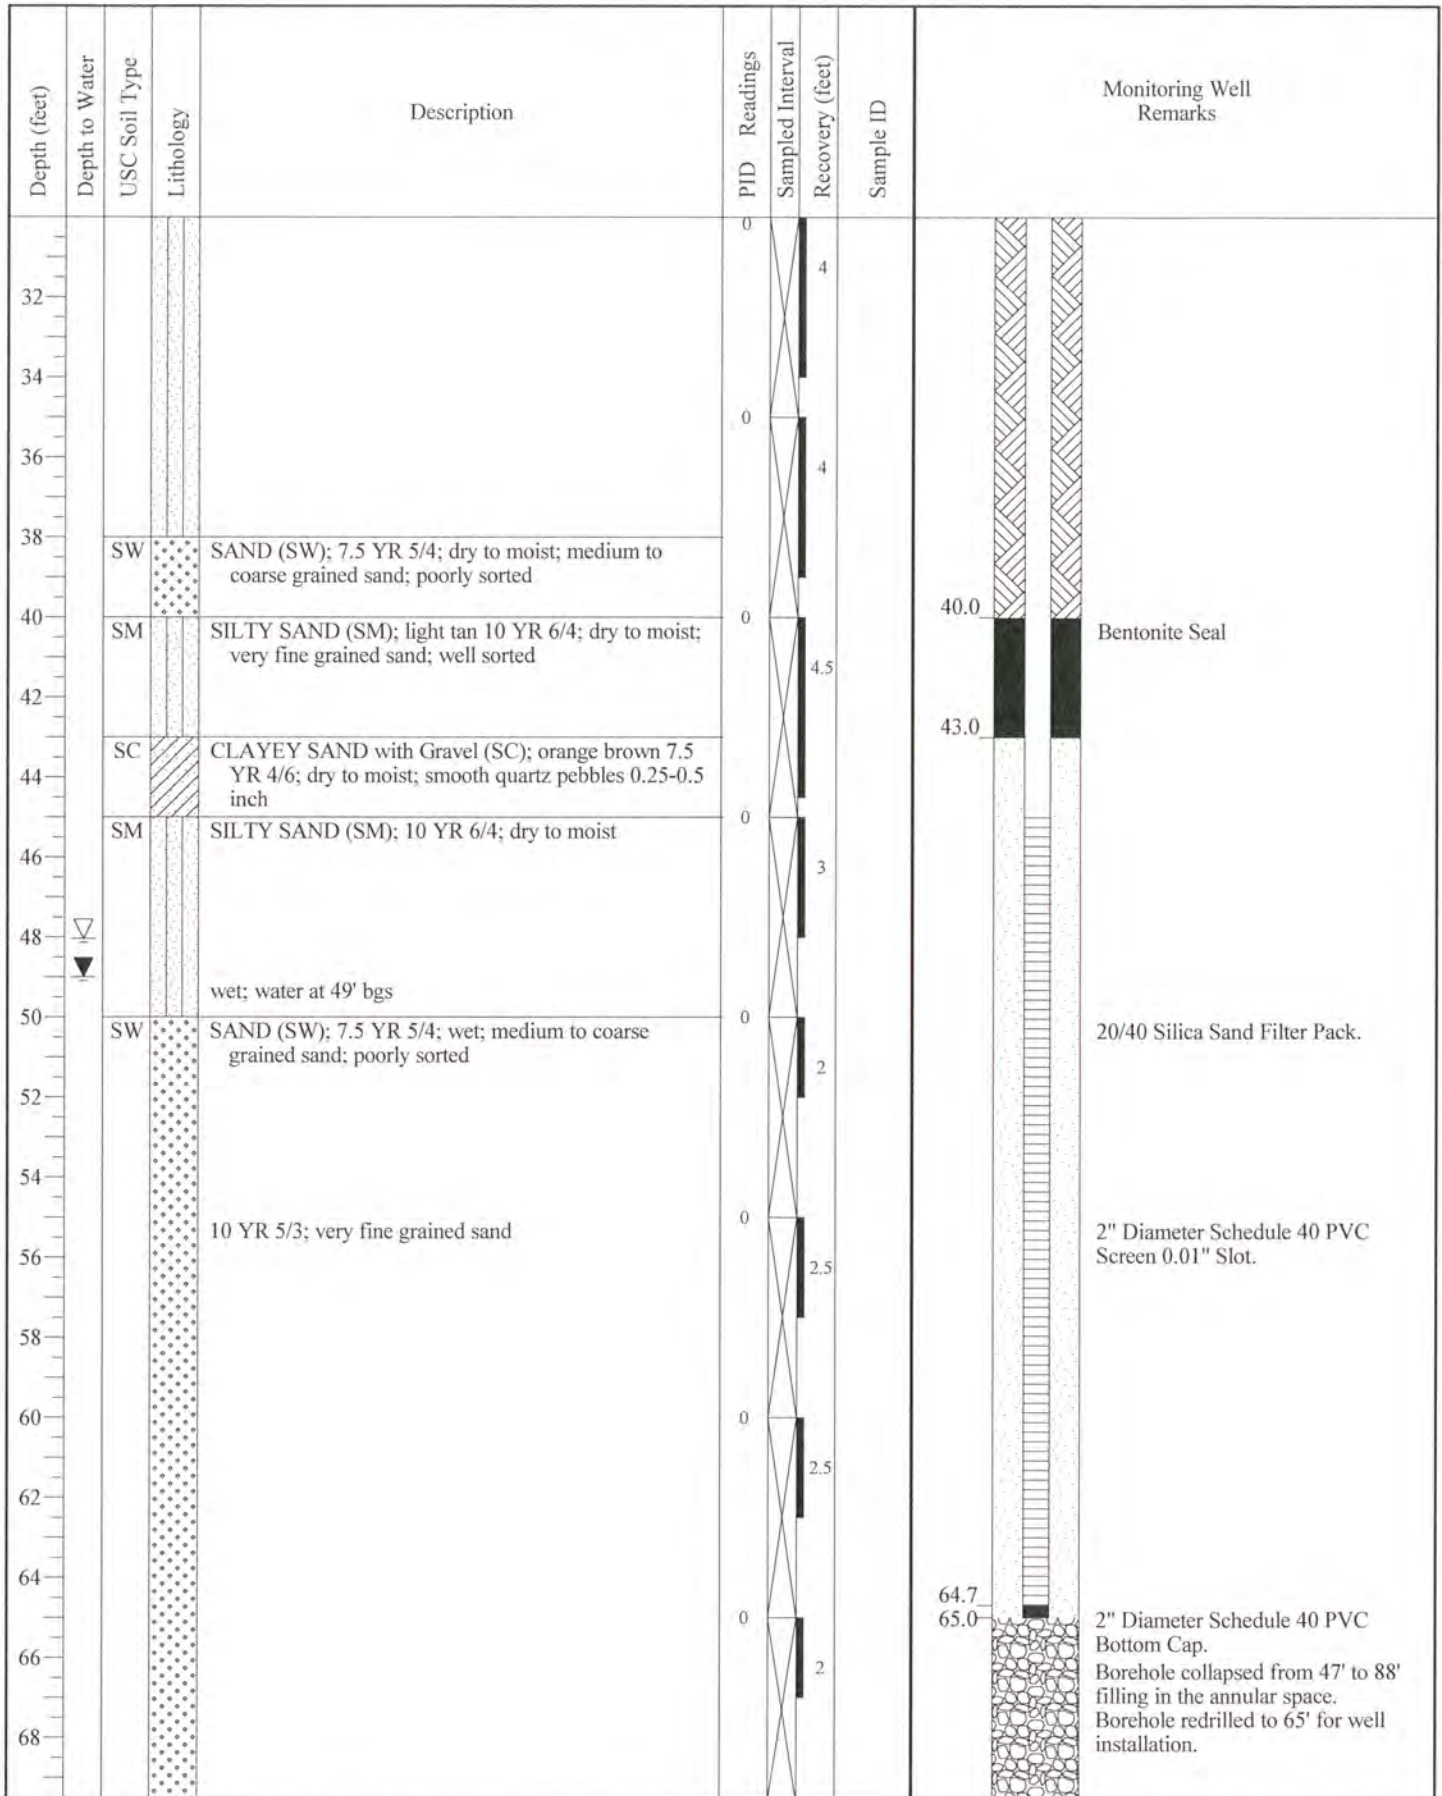 Depth (feet)
Depth to Water
USC Soil Type
Lithology
Description
PID Readings
Sampled Interval
Recovery (feet)
Sample ID
Monitoring Well
Remarks
0
4
32
34
0
36
4
38
SW
SAND (SW); 7.5 YR 5/4; dry to moist; medium to
coarse grained sand; poorly sorted
40
0
40.0
SM
SILTY SAND (SM); light tan 10 YR 6/4; dry to moist;
very fine grained sand; well sorted
Bentonite Seal
4.5
42
43.0
SC
CLAYEY SAND with Gravel (SC); orange brown 7.5
YR 4/6; dry to moist; smooth quartz pebbles 0.25-0.5
inch
44
0
SM
SILTY SAND (SM); 10 YR 6/4; dry to moist
46
3
48
wet; water at 49' bgs
50
0
SW
SAND (SW); 7.5 YR 5/4; wet; medium to coarse
grained sand; poorly sorted
20/40 Silica Sand Filter Pack.
2
52
54
0
10 YR 5/3; very fine grained sand
2" Diameter Schedule 40 PVC
Screen 0.01" Slot.
56
2.5
58
60
0
2.5
62
64
64.7
0
65.0
2" Diameter Schedule 40 PVC
Bottom Cap.
66
2
Borehole collapsed from 47' to 88'
filling in the annular space.
Borehole redrilled to 65' for well
installation.
68